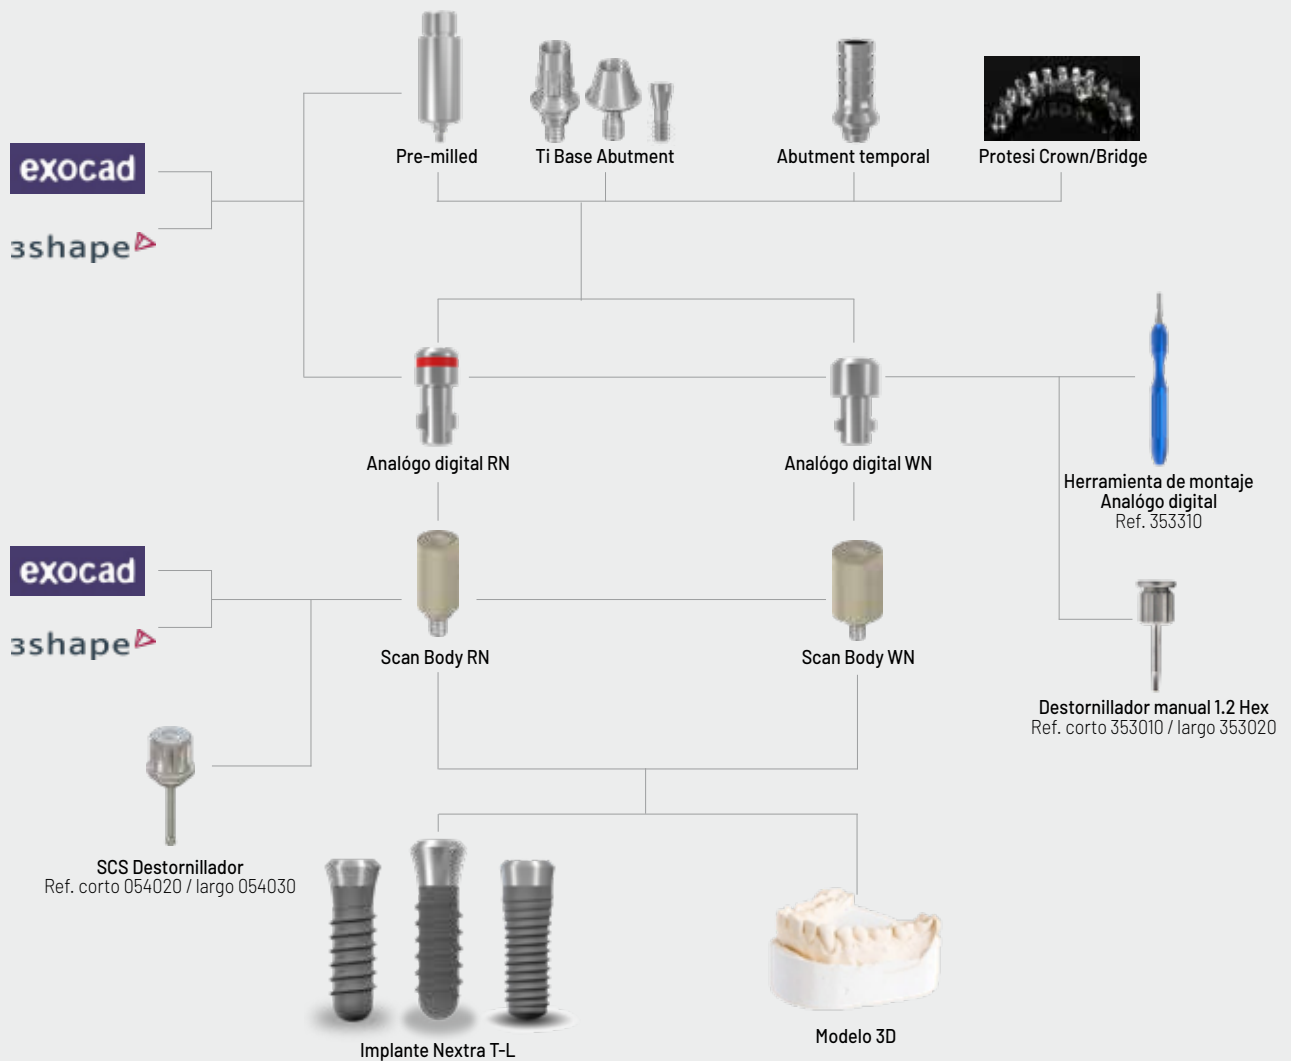 Pre-milled
Ti Base Abutment
Abutment temporal
Protesi Crown/Bridge
exocad
3shape
Analógo digital RN
Analógo digital WN
Herramienta de montaje
Analógo digital
Ref. 353310
exocad
3shape
Scan Body RN
Scan Body WN
Destornillador manual 1.2 Hex
Ref. corto 353010 / largo 353020
SCS Destornillador
Ref. corto 054020 / largo 054030
Implante Nextra T-L
Modelo 3D